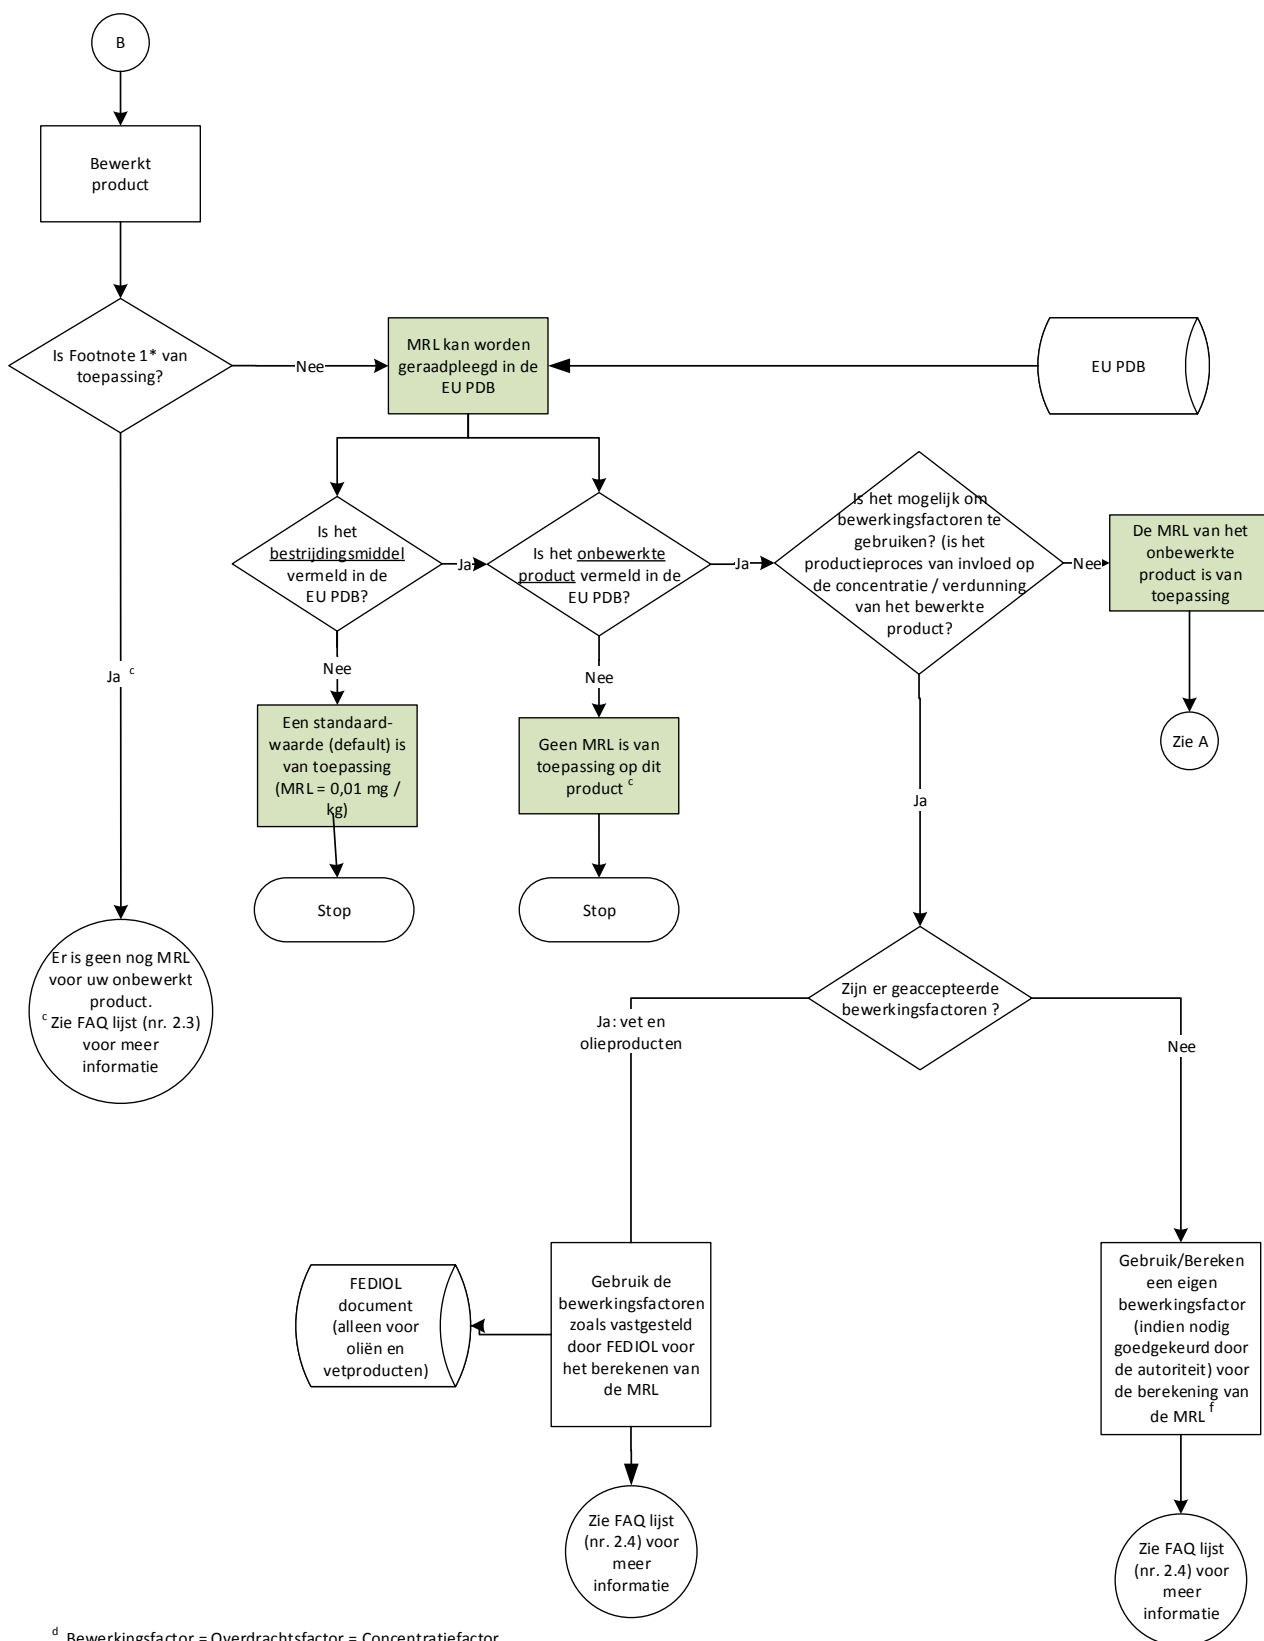 B
Bewerkt
product
Is Footnote 1* van
toepassing?
Nee
MRL kan worden
geraadpleegd in de
EU PDB
EU PDB
Is het
bestrijdingsmiddel
vermeld in de
EU PDB?
Ja
Is het onbewerkte
product vermeld in de
EU PDB?
Ja
Is het mogelijk om
bewerkingsfactoren te
gebruiken? (is het
productieproces van invloed op
de concentratie / verdunning
van het bewerkte
product?
Nee
De MRL van het
onbewerkte
product is van
toepassing
Zie A
Ja c
Nee
Nee
Een standaard-
waarde (default) is
van toepassing
(MRL = 0,01 mg /
kg)
Geen MRL is van
toepassing op dit
product c
Ja
Stop
Stop
Er is geen nog MRL
voor uw onbewerkt
product.
c Zie FAQ lijst (nr. 2.3)
voor meer
informatie
Zijn er geaccepteerde
bewerkingsfactoren ?
Ja: vet en
olieproducten
Nee
FEDIOL
document
(alleen voor
oliën en
vetproducten)
Gebruik de
bewerkingsfactoren
zoals vastgesteld
door FEDIOL voor
het berekenen van
de MRL
Gebruik/Bereken
een eigen
bewerkingsfactor
(indien nodig
goedgekeurd door
de autoriteit) voor
de berekening van
de MRL f
Zie FAQ lijst
(nr. 2.4) voor
meer
informatie
Zie FAQ lijst
(nr. 2.4) voor
meer
informatie
d Bewerkingsfactor = Overdrachtsfactor = Concentratiefactor